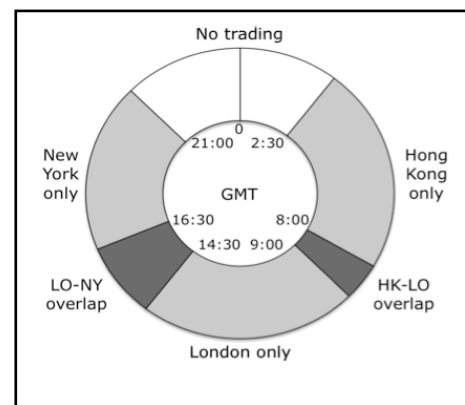 No trading
0
21:00 2:30
New
York
only
Hong
Kong
only
GMT
16:30 8:00
14:30 9:00
LO-NY
overlap
HK-LO
overlap
London only